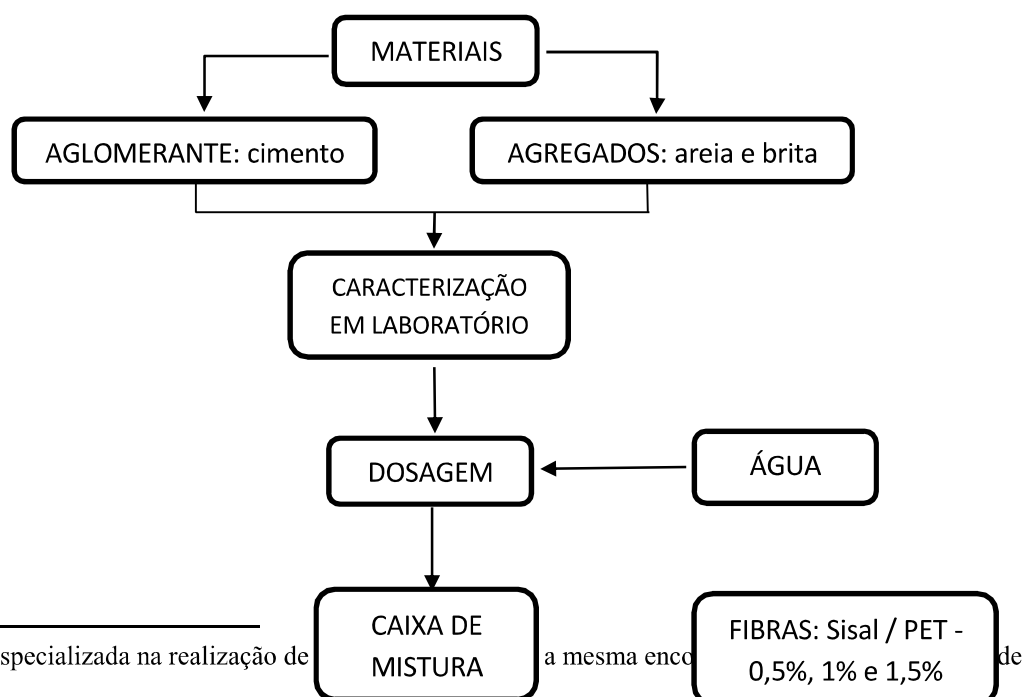 MATERIAIS
AGLOMERANTE: cimento
AGREGADOS: areia e brita
CARACTERIZAÇÃO
EM LABORATÓRIO
DOSAGEM
ÁGUA
CAIXA DE
MISTURA
FIBRAS: Sisal / PET -
0,5%, 1% e 1,5%
specializada na realização de a mesma enco de